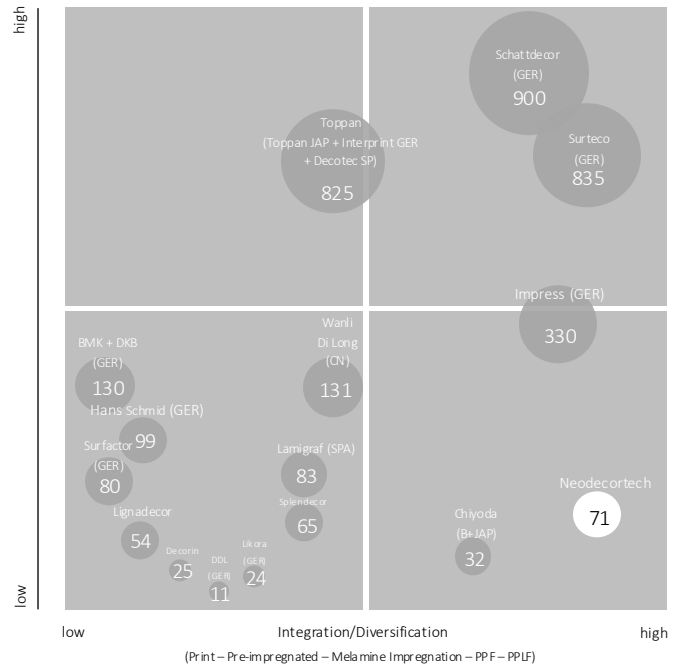 high
Schattdecor
(GER)
900
Toppan
(Toppan JAP + Interprint GER
+ Decotec SP)
825
Surteco
(GER)
835
Impress (GER)
330
Wanli
Di Long
(CN)
131
BMK + DKB
(GER)
130
Hans Schmid (GER)
99
Surfactor
(GER)
80
Lamigraf (SPA)
83
Splendecor
65
Neodecortech
71
Lignadecor
54
Chiyoda
(B+JAP)
32
Decorin
25
DDL
(GER)
11
Likora
(GER)
24
low
low
Integration/Diversification
high
(Print – Pre-impregnated – Melamine Impregnation – PPF – PPLF)